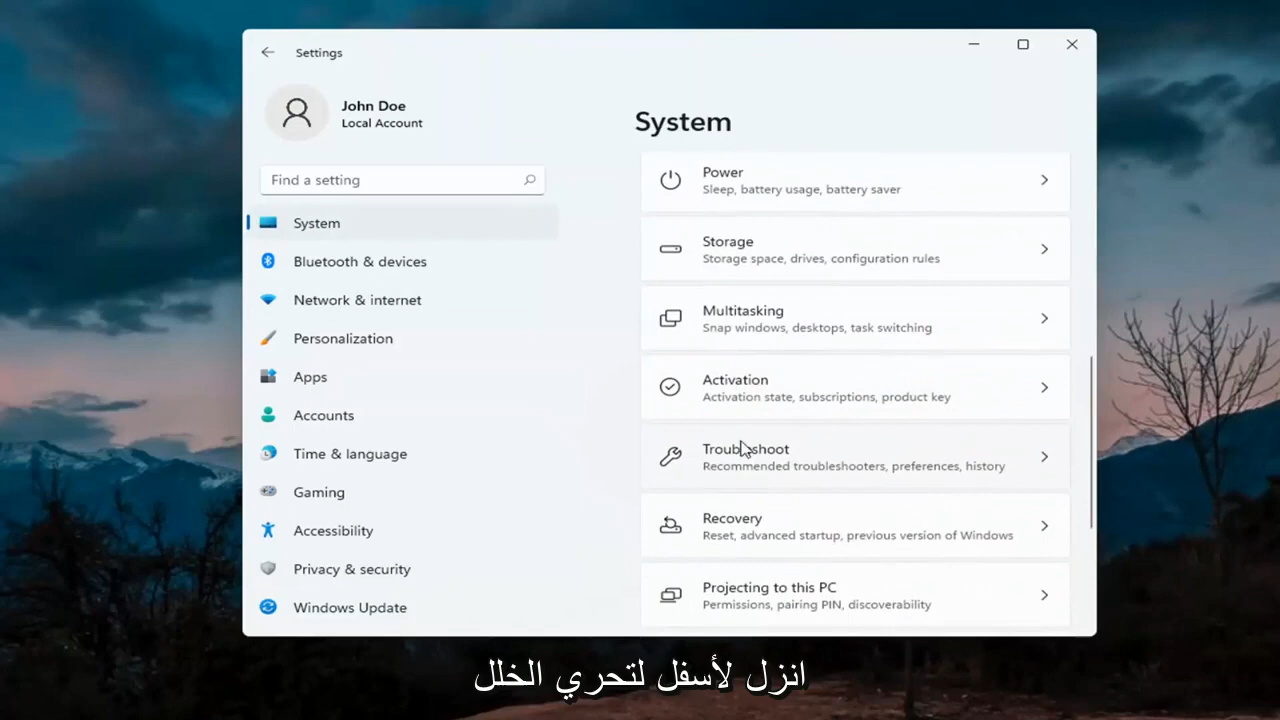 Settings
John Doe
Local Account
Find a setting
System
Bluetooth & devices
Network & internet
Personalization
Apps
Accounts
Time & language
Gaming
Accessibility
Privacy & security
Windows Update
System
Power
Sleep, battery usage, battery saver
Storage
Storage space, drives, configuration rules
Multitasking
Snap windows, desktops, task switching
Activation
Activation state, subscriptions, product key
Troubleshoot
Recommended troubleshooters, preferences, history
Recovery
Reset, advanced startup, previous version of Windows
Projecting to this PC
Permissions, pairing PIN, discoverability
انزل لأسفل لتحري الخلل